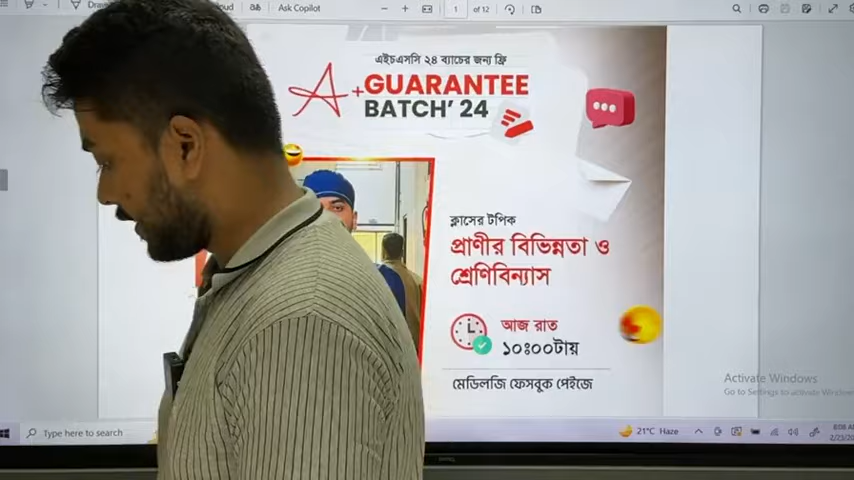 Ask Copilot
1 of 12
এইচএসসি ২৪ ব্যাচের জন্য ফ্রি
A+ GUARANTEE
BATCH' 24
ক্লাসের টপিক
প্রাণীর বিভিন্নতা ও
শ্রেণিবিন্যাস
আজ রাত
১০ঃ০০টায়
মেডিলজি ফেসবুক পেইজে
Activate Windows
Go to Settings to activate Windows
Type here to search
21°C Haze